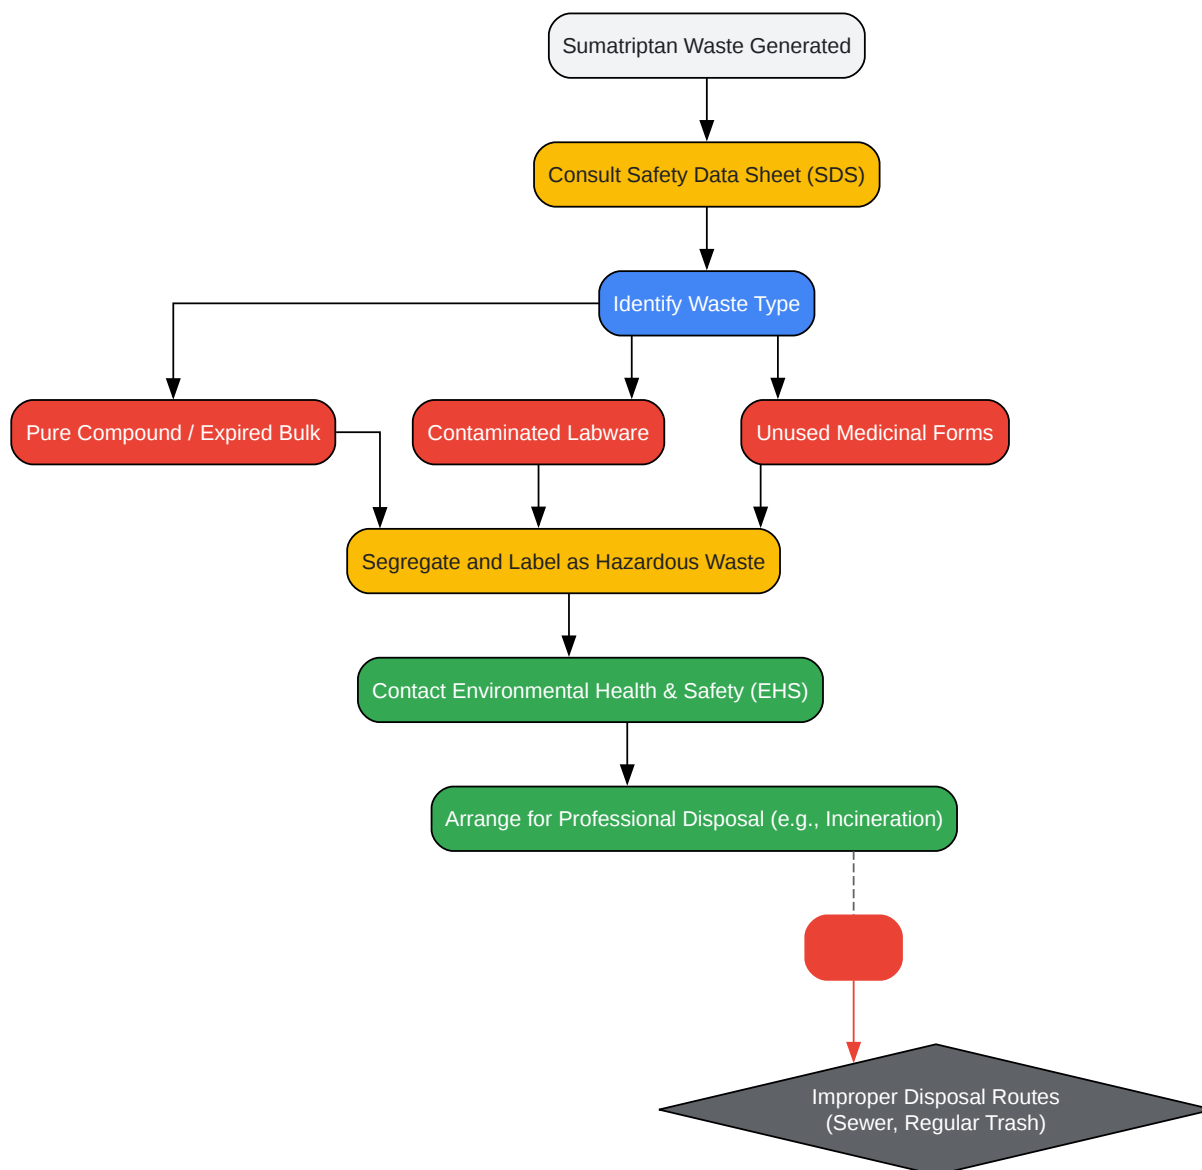 Sumatriptan Waste Generated
Consult Safety Data Sheet (SDS)
Identify Waste Type
Pure Compound / Expired Bulk
Contaminated Labware
Unused Medicinal Forms
Segregate and Label as Hazardous Waste
Contact Environmental Health & Safety (EHS)
Arrange for Professional Disposal (e.g., Incineration)
Improper Disposal Routes
(Sewer, Regular Trash)